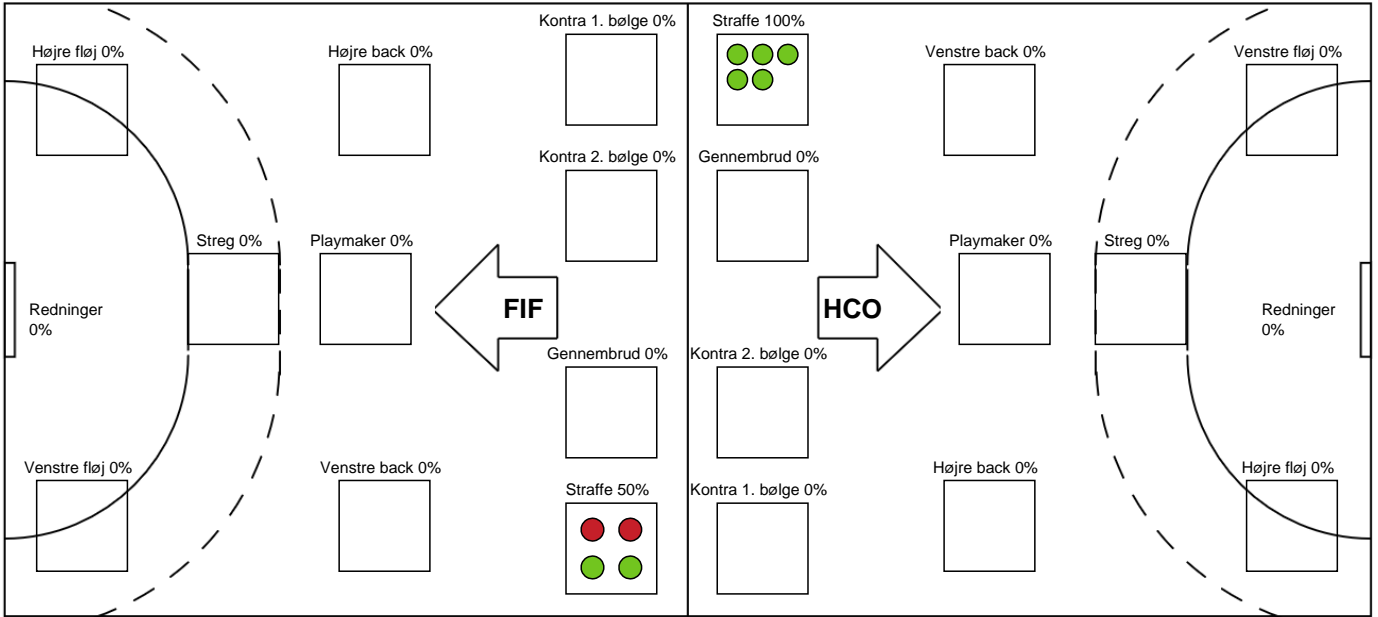 Kontra 1. bølge 0%
Straffe 100%
Højre fløj 0%
Højre back 0%
Venstre back 0%
Venstre fløj 0%
Kontra 2. bølge 0%
Gennembrud 0%
Streg 0%
Playmaker 0%
Playmaker 0%
Streg 0%
Redninger
0%
FIF
HCO
Redninger
0%
Gennembrud 0%
Kontra 2. bølge 0%
Venstre fløj 0%
Venstre back 0%
Højre back 0%
Højre fløj 0%
Straffe 50%
Kontra 1. bølge 0%